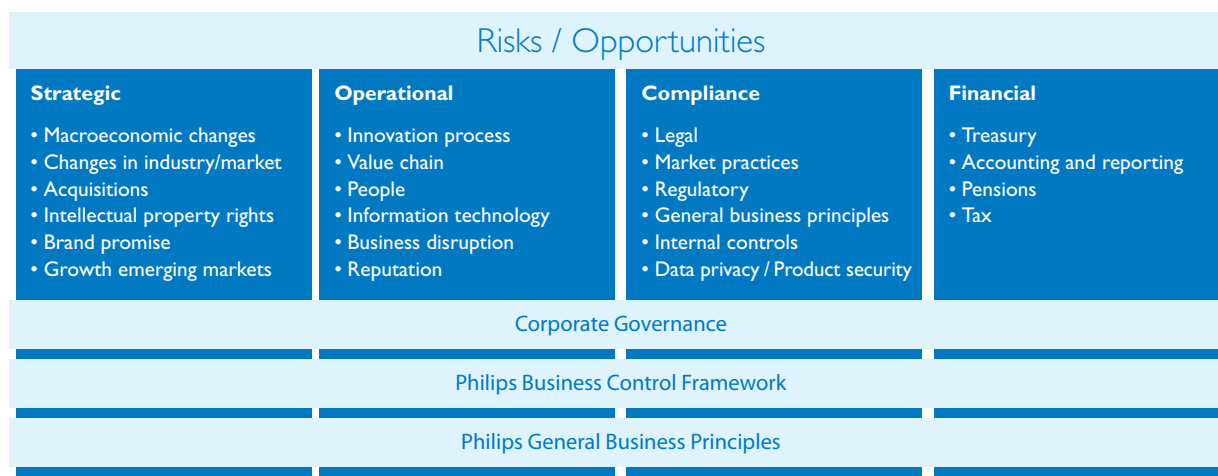 Risks / Opportunities
Strategic
• Macroeconomic changes
• Changes in industry/market
• Acquisitions
• Intellectual property rights
• Brand promise
• Growth emerging markets
Operational
• Innovation process
• Value chain
• People
• Information technology
• Business disruption
• Reputation
Compliance
• Legal
• Market practices
• Regulatory
• General business principles
• Internal controls
• Data privacy / Product security
Financial
• Treasury
• Accounting and reporting
• Pensions
• Tax
Corporate Governance
Philips Business Control Framework
Philips General Business Principles